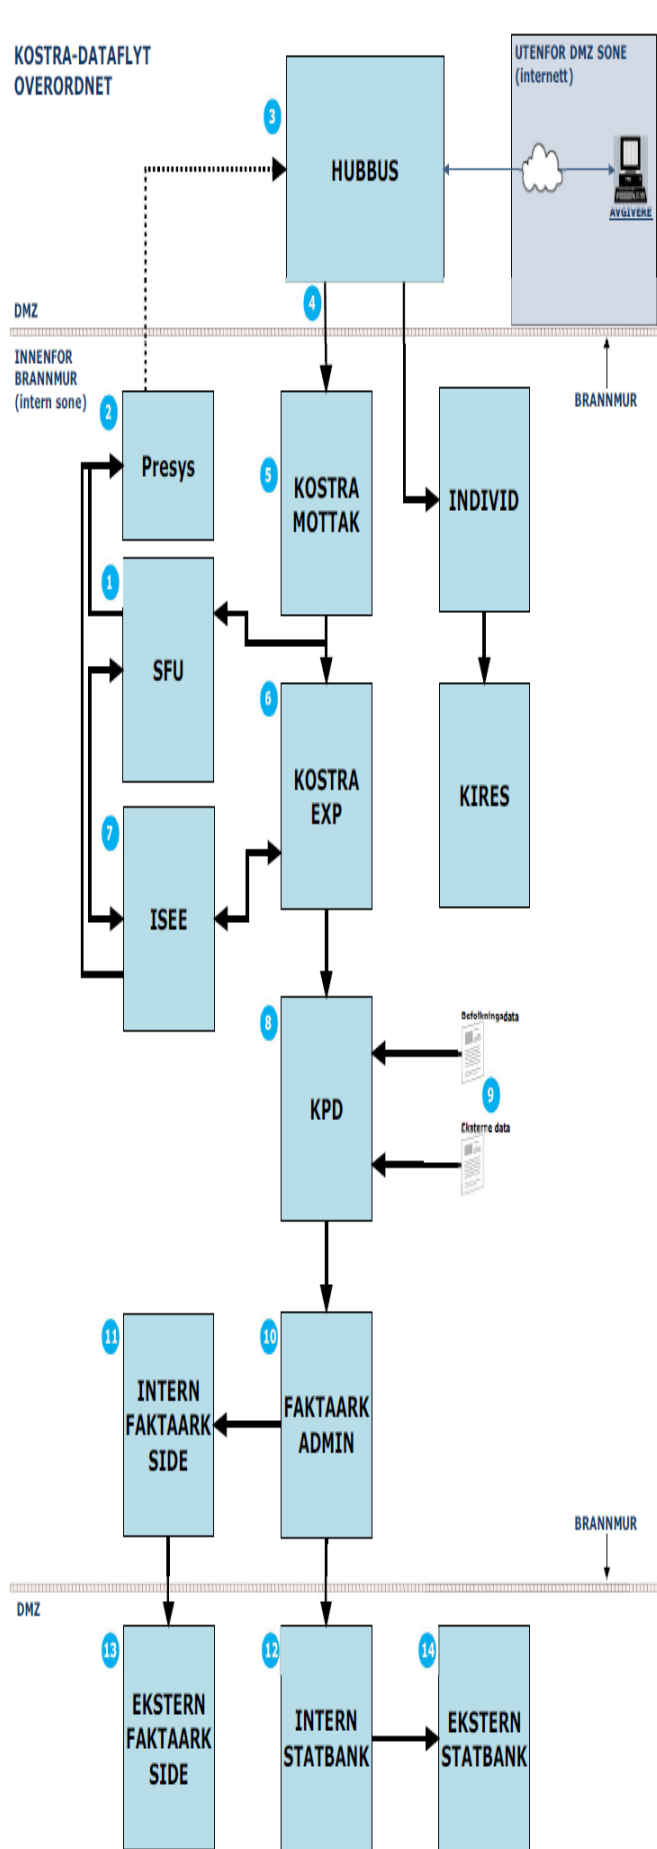 KOSTRA-DATAFLYT
OVERORDNET
UTENFOR DMZ SONE
(internett)
3
HUBBUS
AVGIVERE
4
DMZ
INNENFOR
BRANNMUR
(intern sone)
BRANNMUR
2
Presys
5
KOSTRA
MOTTAK
INDIVID
1
SFU
6
KOSTRA
EXP
KIRES
7
ISEE
8
KPD
Befolkningsdata
9
Eksterne data
11
INTERN
FAKTAARK
SIDE
10
FAKTAARK
ADMIN
BRANNMUR
DMZ
13
EKSTERN
FAKTAARK
SIDE
12
INTERN
STATBANK
14
EKSTERN
STATBANK